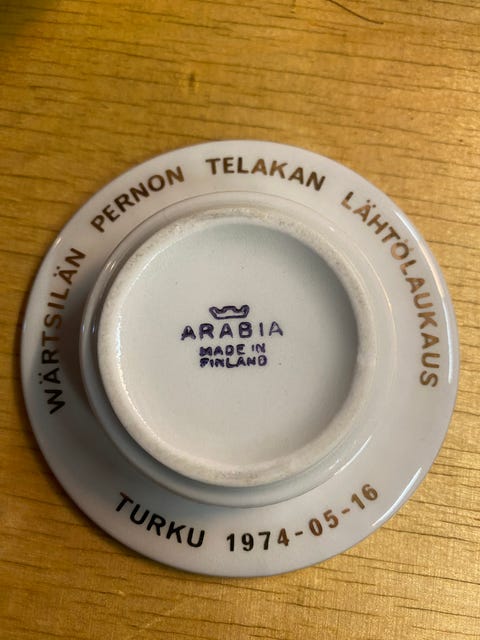 WÄRTSILÄN PERNON TELAKAN LÄHTÖLAUKAUS
ARABIA
MADE IN
FINLAND
TURKU 1974-05-16